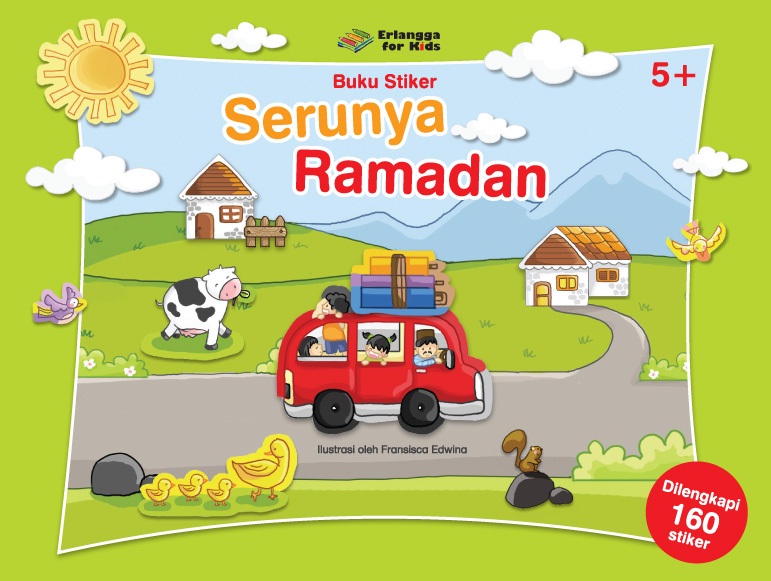 Erlangga
for Kids
Buku Stiker
5+
Serunya
Ramadan
Ilustrasi oleh Fransisca Edwina
Dilengkapi
160
stiker